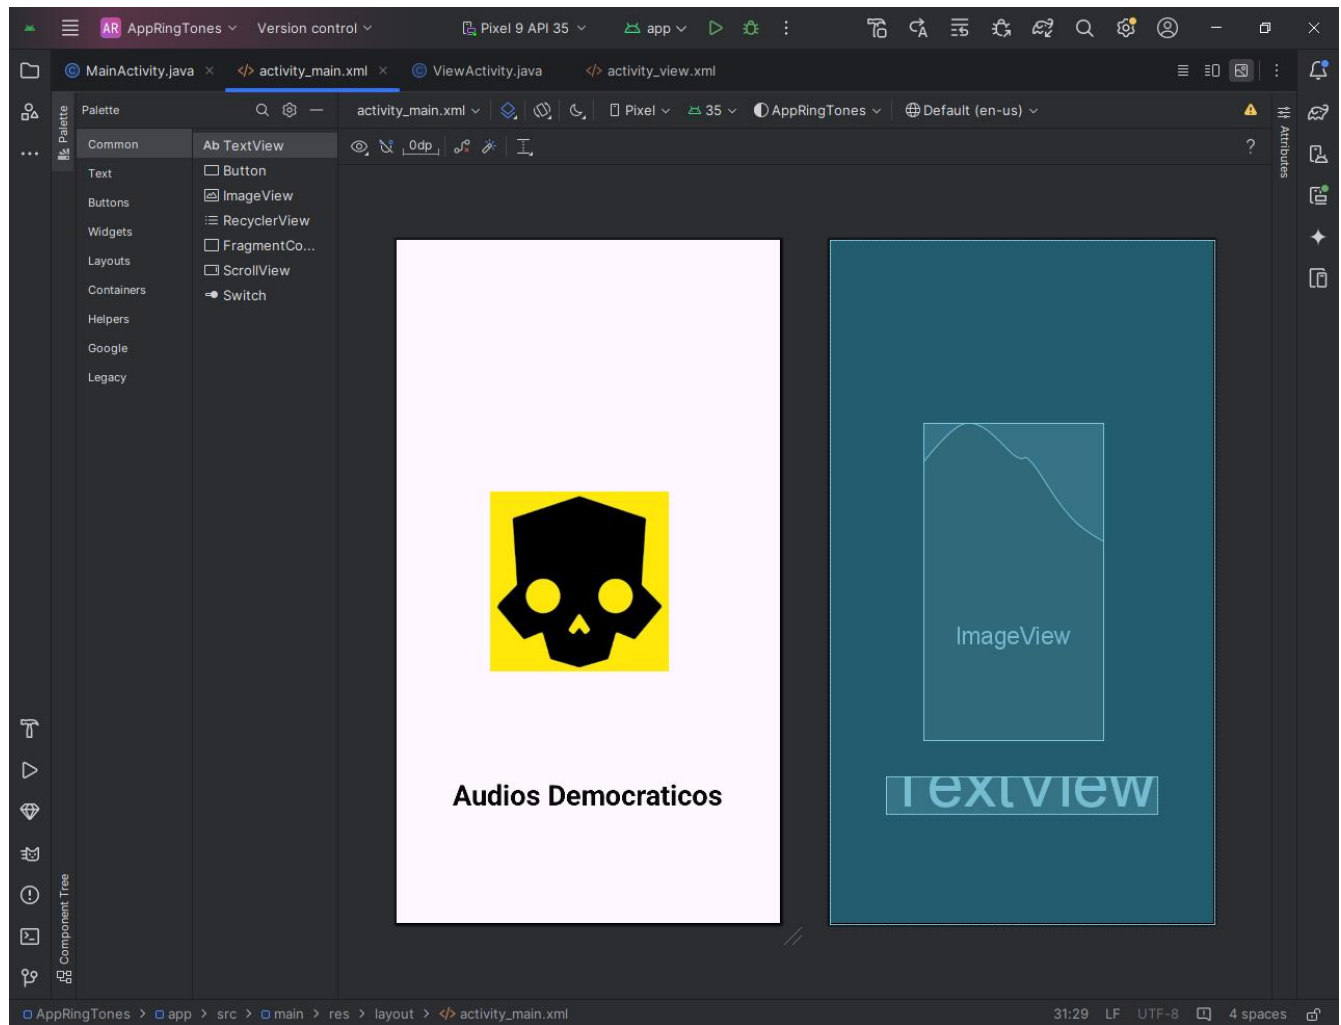 AR AppRingTones Version control Pixel 9 API 35 app
MainActivity.java activity_main.xml ViewActivity.java activity_view.xml
Palette
Palette
activity_main.xml Pixel 35 AppRingTones Default (en-us)
Attributes
0dp ?
Common
Text
Buttons
Widgets
Layouts
Containers
Helpers
Google
Legacy
Ab TextView
Button
ImageView
RecyclerView
FragmentCo...
ScrollView
Switch
ImageView
Audios Democraticos
TextView
Component Tree
AppRingTones > app > src > main > res > layout > activity_main.xml 31:29 LF UTF-8 4 spaces